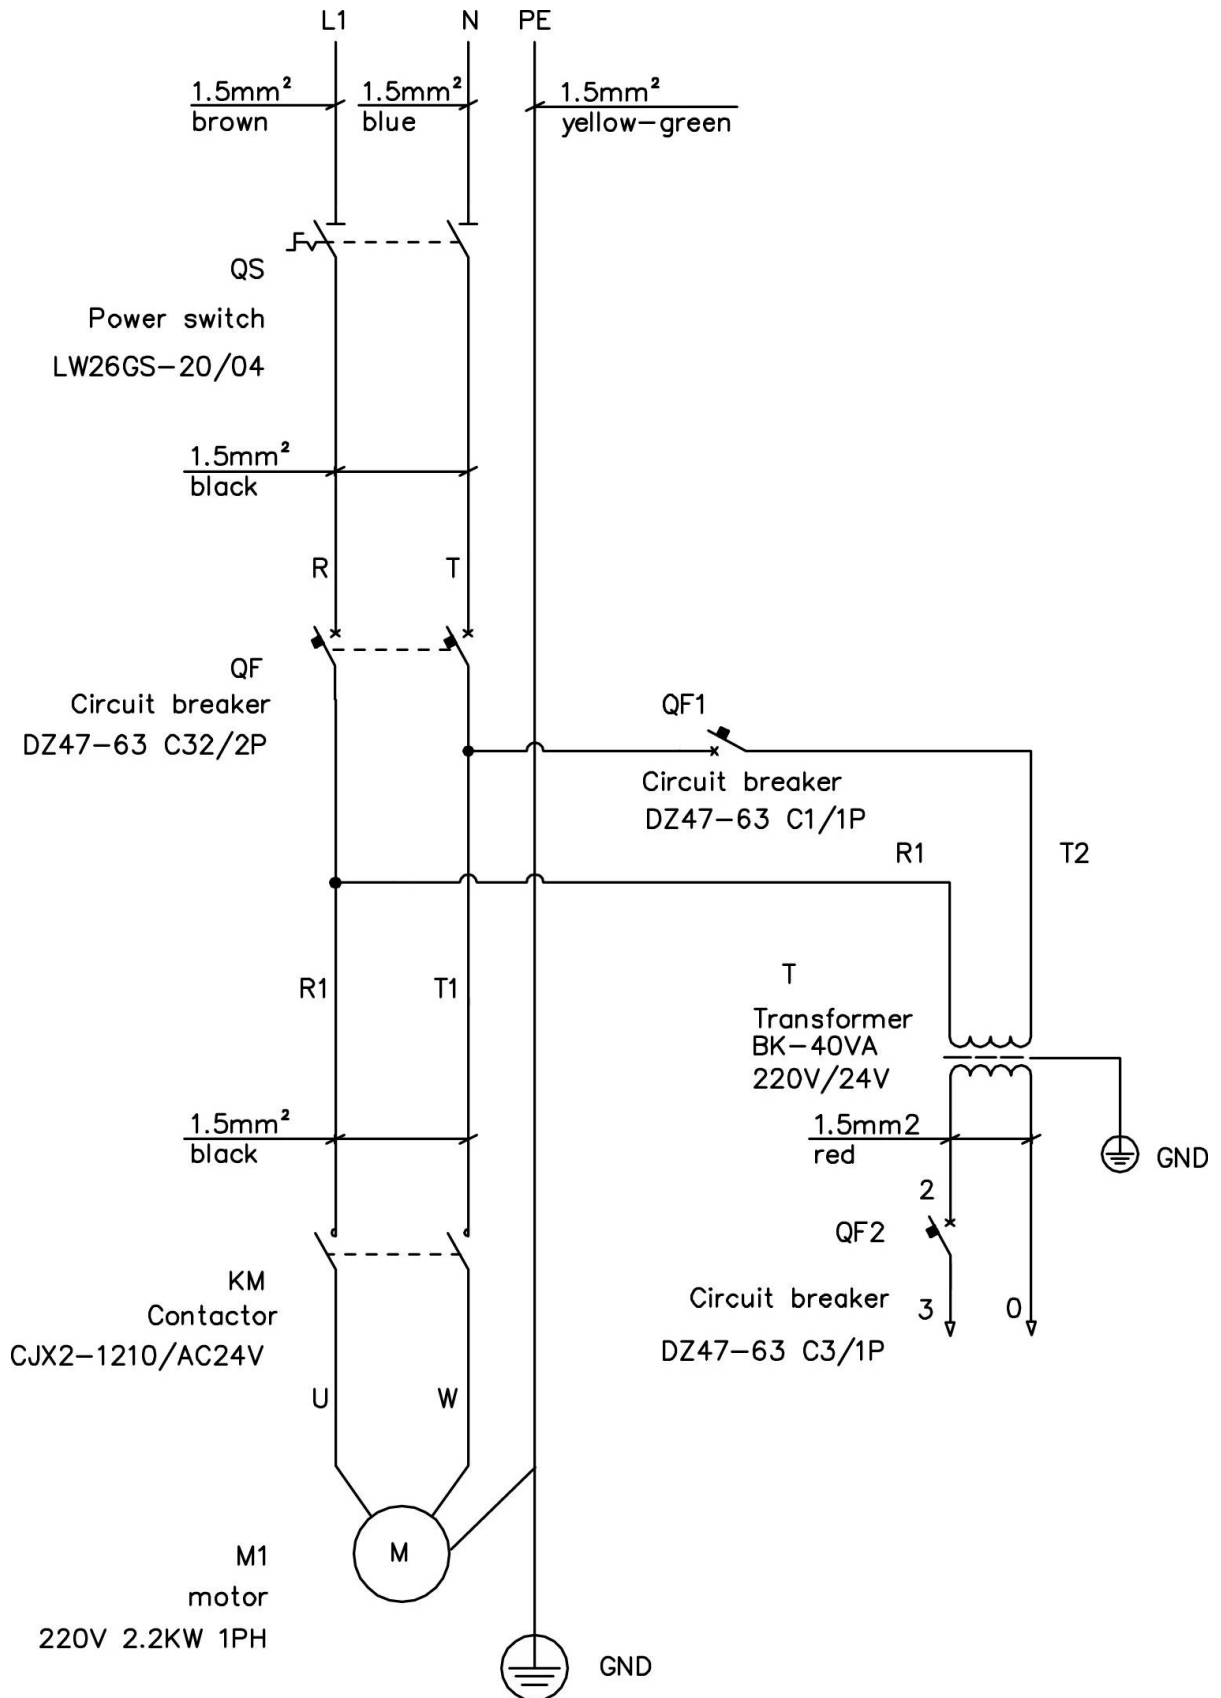 L1
N
PE
1.5mm²
brown
1.5mm²
blue
1.5mm²
yellow-green
QS
Power switch
LW26GS-20/04
1.5mm²
black
R
T
QF
Circuit breaker
DZ47-63 C32/2P
QF1
Circuit breaker
DZ47-63 C1/1P
R1
T2
R1
T1
T
Transformer
BK-40VA
220V/24V
1.5mm²
black
1.5mm2
red
GND
2
QF2
Circuit breaker
DZ47-63 C3/1P
3
0
KM
Contactor
CJX2-1210/AC24V
U
W
M
M1
motor
220V 2.2KW 1PH
GND